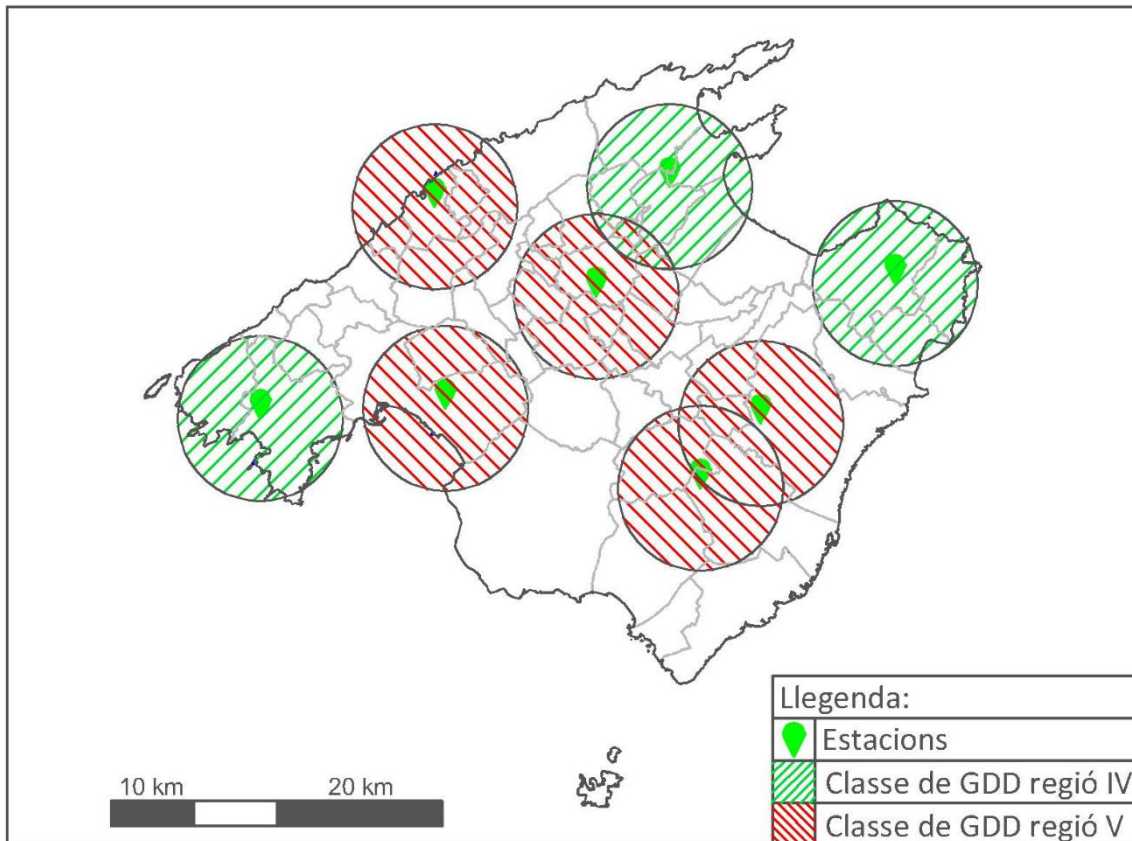 Llegenda:
Estacions
Classe de GDD regió IV
Classe de GDD regió V
10 km 20 km